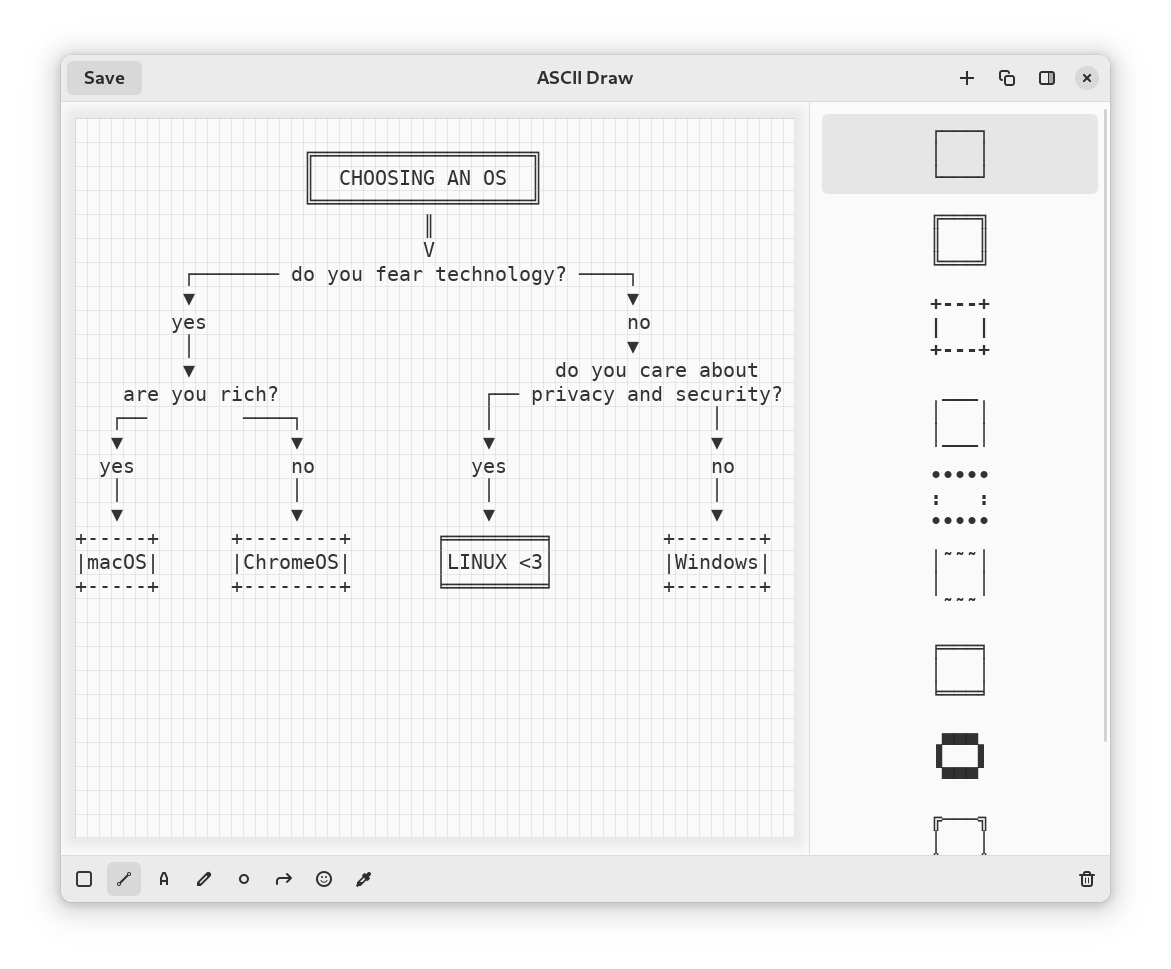 Save
ASCII Draw
CHOOSING AN OS
V
do you fear technology?
yes
no
do you care about
are you rich?
privacy and security?
yes
no
yes
no
macOS
ChromeOS
LINUX <3
Windows